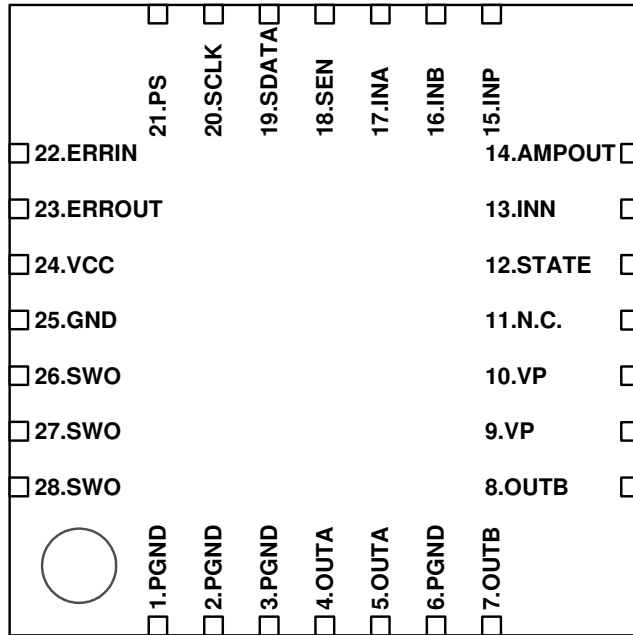 21.PS
20.SCLK
19.SDATA
18.SEN
17.INA
16.INB
15.INP
22.ERRIN
14.AMPOUT
23.ERROUT
13.INN
24.VCC
12.STATE
25.GND
11.N.C.
26.SWO
10.VP
27.SWO
9.VP
28.SWO
8.OUTB
1.PGND
2.PGND
3.PGND
4.OUTA
5.OUTA
6.PGND
7.OUTB